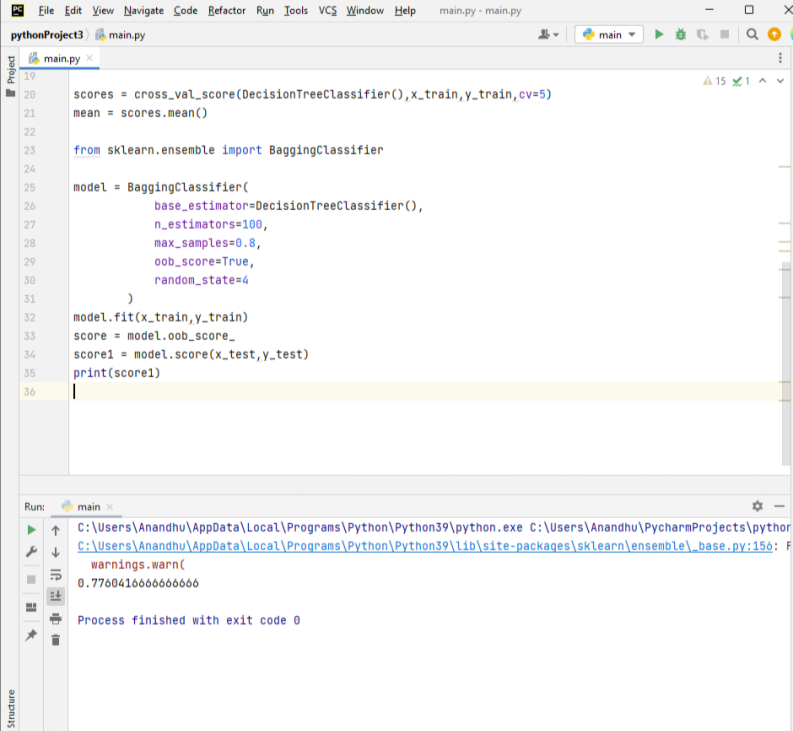 PC File Edit View Navigate Code Refactor Run Tools VCS Window Help main.py - main.py
pythonProject3 main.py main
Project
main.py
19
20 scores = cross_val_score(DecisionTreeClassifier(),x_train,y_train,cv=5)
15 1
21 mean = scores.mean()
22
23 from sklearn.ensemble import BaggingClassifier
24
25 model = BaggingClassifier(
26 base_estimator=DecisionTreeClassifier(),
27 n_estimators=100,
28 max_samples=0.8,
29 oob_score=True,
30 random_state=4
31 )
32 model.fit(x_train,y_train)
33 score = model.oob_score_
34 score1 = model.score(x_test,y_test)
35 print(score1)
36
Run: main
C:\Users\Anandhu\AppData\Local\Programs\Python\Python39\python.exe C:\Users\Anandhu\PycharmProjects\python
C:\Users\Anandhu\AppData\Local\Programs\Python\Python39\lib\site-packages\sklearn\ensemble\_base.py:156: F
warnings.warn(
0.7760416666666666
Process finished with exit code 0
Structure